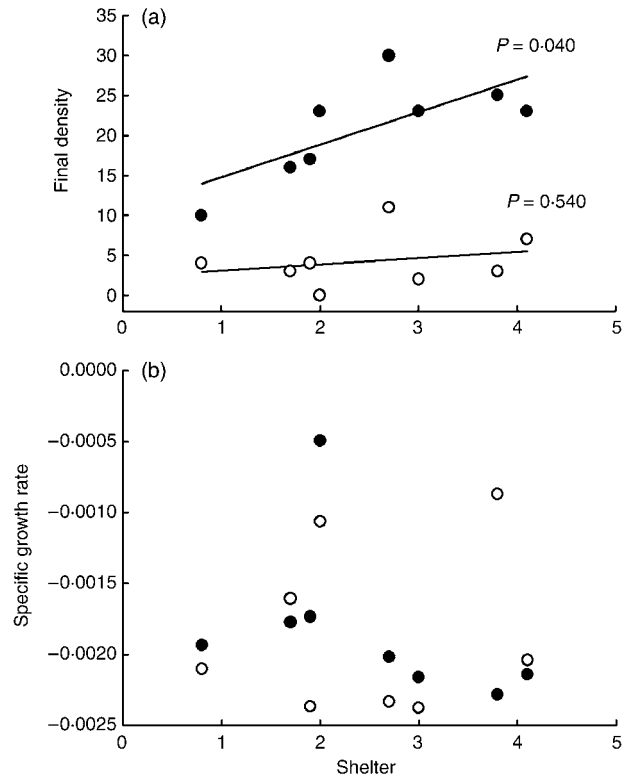 (a)
P = 0·040
P = 0·540
Final density
35
30
25
20
15
10
5
0
0 1 2 3 4 5
(b)
Specific growth rate
0.0000
−0·0005
−0·0010
−0·0015
−0·0020
−0·0025
0 1 2 3 4 5
Shelter